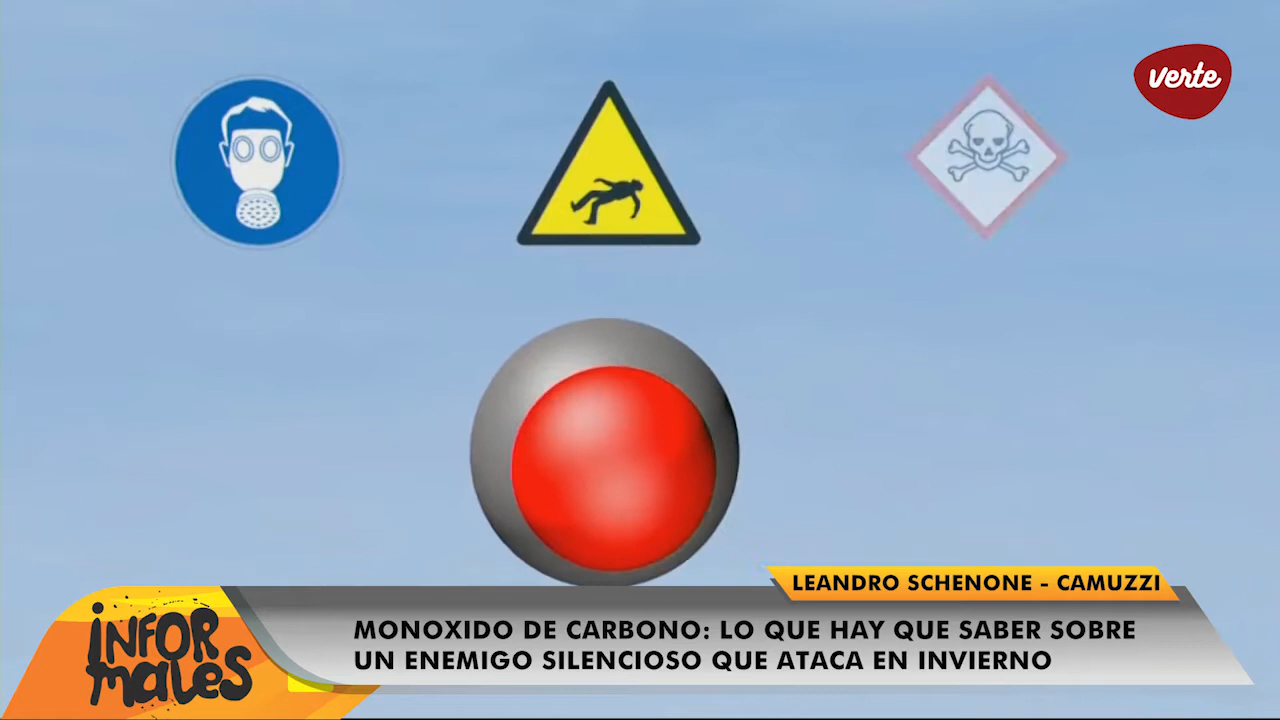 verte
LEANDRO SCHENONE - CAMUZZI
MONOXIDO DE CARBONO: LO QUE HAY QUE SABER SOBRE
UN ENEMIGO SILENCIOSO QUE ATACA EN INVIERNO
iNFOR
maLes